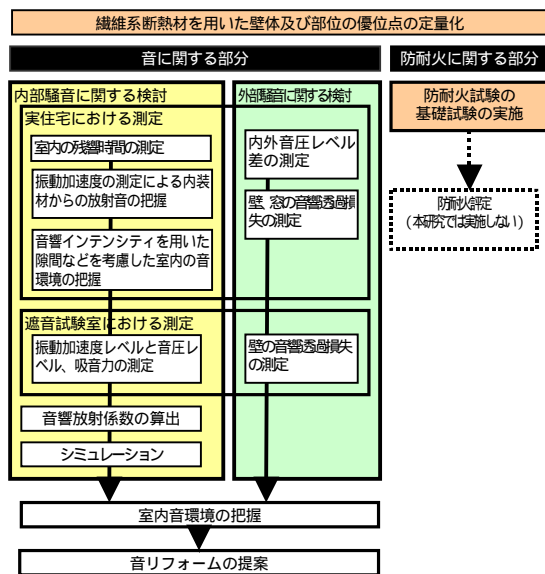 繊維系断熱材を用いた壁体及び部位の優位点の定量化
音に関する部分
防耐火に関する部分
内部騒音に関する検討
実住宅における測定
室内の残響時間の測定
振動加速度の測定による内装
材からの放射音の把握
音響インテンシティを用いた
隙間などを考慮した室内の音
環境の把握
遮音試験室における測定
振動加速度レベルと音圧レ
ベル、吸音力の測定
音響放射係数の算出
シミュレーション
外部騒音に関する検討
内外音圧レベル
差の測定
壁、窓の音響透過損
失の測定
壁の音響透過損失
の測定
防耐火試験の
基礎試験の実施
防耐火評定
(本研究では実施しない)
室内音環境の把握
音リフォームの提案